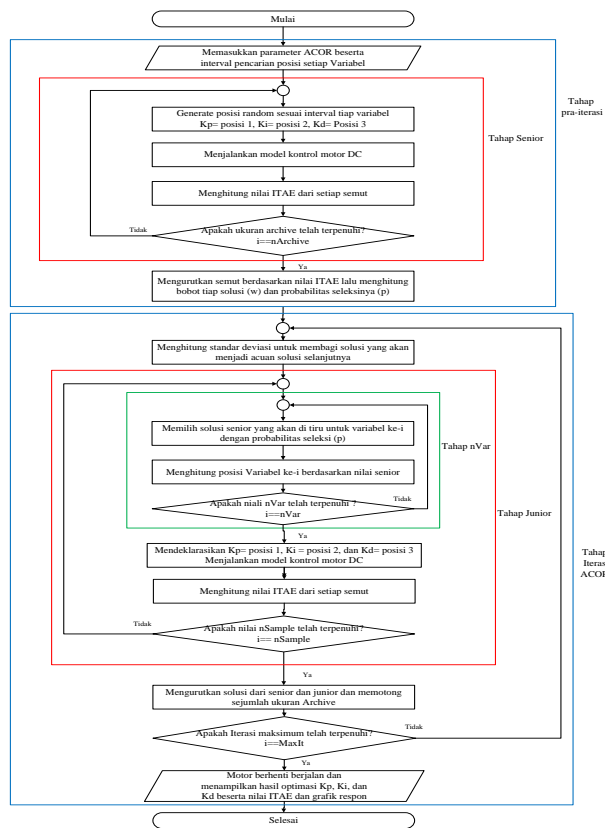 Mulai
Memasukkan parameter ACOR beserta
interval pencarian posisi setiap Variabel
Tahap
pra-iterasi
Generate posisi random sesuai interval tiap variabel
Kp= posisi 1, Ki= posisi 2, Kd= Posisi 3
Tahap Senior
Menjalankan model kontrol motor DC
Menghitung nilai ITAE dari setiap semut
Tidak
Apakah ukuran archive telah terpenuhi?
i==nArchive
Ya
Mengurutkan semut berdasarkan nilai ITAE lalu menghitung
bobot tiap solusi (w) dan probabilitas seleksinya (p)
Menghitung standar deviasi untuk membagi solusi yang akan
menjadi acuan solusi selanjutnya
Memilih solusi senior yang akan di tiru untuk variabel ke-i
dengan probabilitas seleksi (p)
Tahap nVar
Menghitung posisi Variabel ke-i berdasarkan nilai senior
Apakah niali nVar telah terpenuhi ?
i==nVar
Tidak
Tahap Junior
Ya
Mendeklarasikan Kp= posisi 1, Ki = posisi 2, dan Kd= posisi 3
Menjalankan model kontrol motor DC
Tahap
Iterasi
ACOR
Menghitung nilai ITAE dari setiap semut
Tidak
Apakah nilai nSample telah terpenuhi?
i== nSample
Ya
Mengurutkan solusi dari senior dan junior dan memotong
sejumlah ukuran Archive
Tidak
Apakah Iterasi maksimum telah terpenuhi?
i==MaxIt
Ya
Motor berhenti berjalan dan
menampilkan hasil optimasi Kp, Ki, dan
Kd beserta nilai ITAE dan grafik respon
Selesai